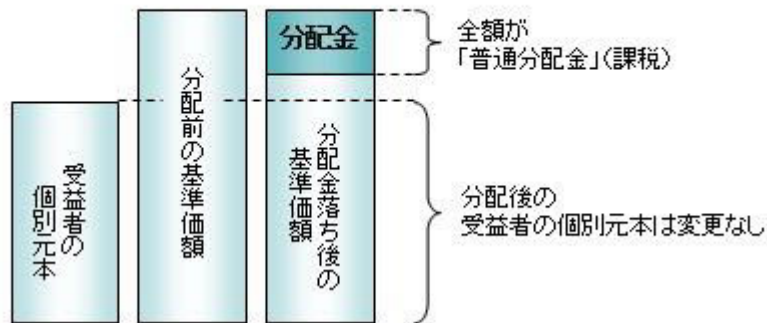 受益者の
個別元本
分配前の基準価額
分配金
分配金落ち後の
基準価額
全額が
「普通分配金」(課税)
分配後の
受益者の個別元本は変更なし